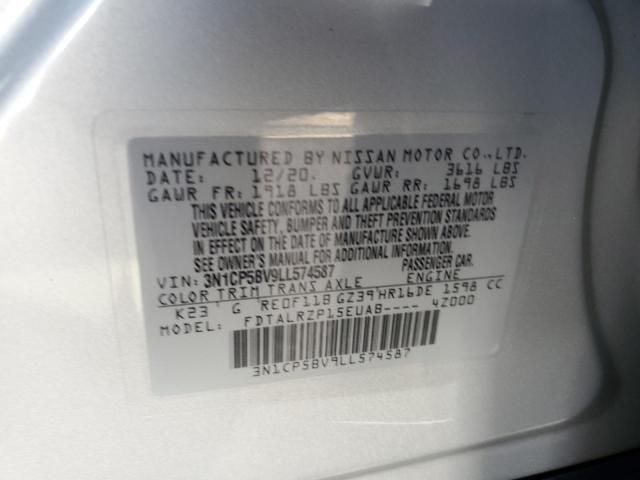 MANUFACTURED BY NISSAN MOTOR CO.,LTD.
DATE: 12/20. GVWR: 3616 LBS
GAWR FR: 1918 LBS GAWR RR: 1698 LBS
THIS VEHICLE CONFORMS TO ALL APPLICABLE FEDERAL MOTOR
VEHICLE SAFETY, BUMPER AND THEFT PREVENTION STANDARDS
IN EFFECT ON THE DATE OF MANUFACTURE SHOWN ABOVE.
SEE OWNER'S MANUAL FOR ADDITIONAL INFORMATION
VIN: 3N1CP5BV9LL574587 PASSENGER CAR
COLOR TRIM TRANS AXLE ENGINE
K23 G RE0F11B GZ39 HR16DE 1598 CC
MODEL: FDTALRZP15EUAB---- 4Z000
3N1CP5BV9LL574587